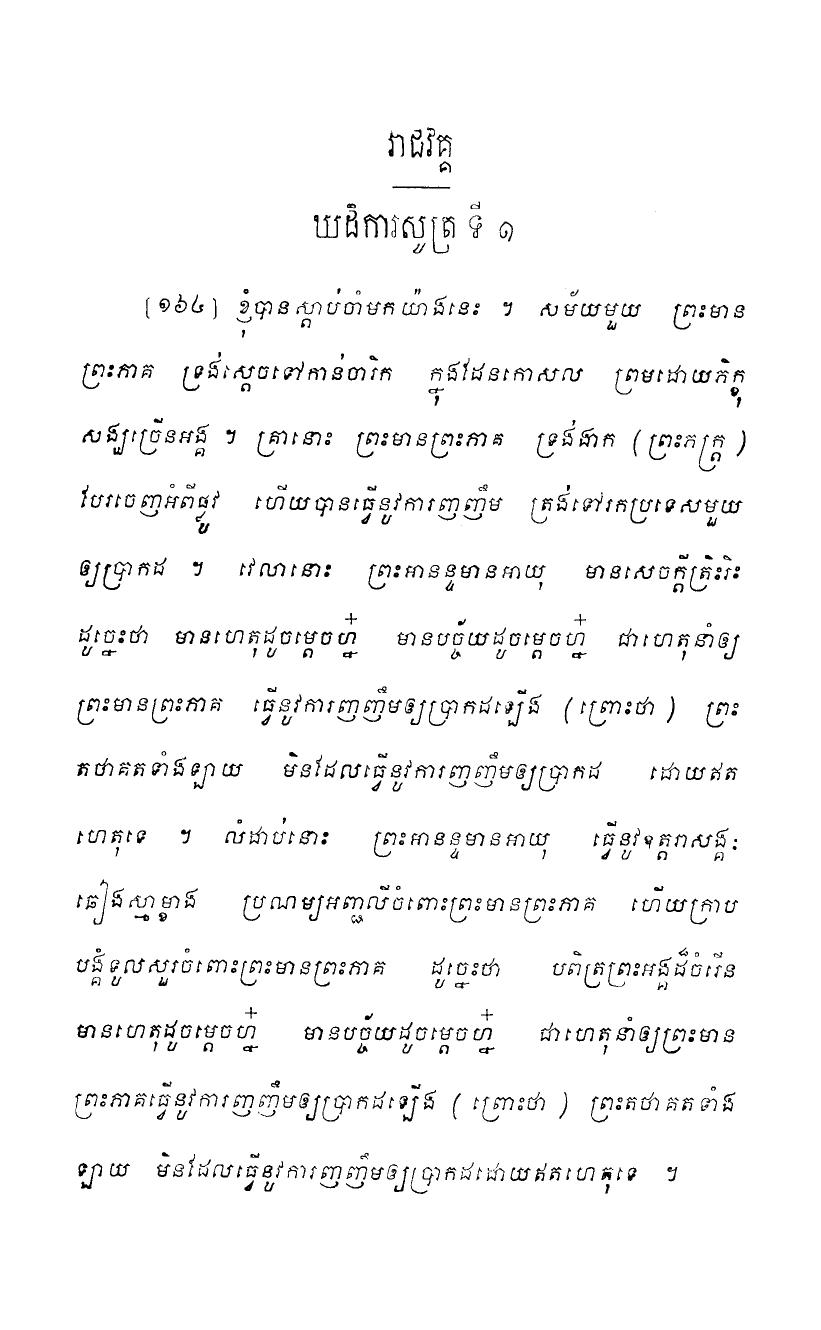 រាជវគ្គ
ឃដិការសូត្រ ទី ១
[១៦៤] ខ្ញុំបានស្តាប់ចាំមកយ៉ាងនេះ ។ សម័យមួយ ព្រះមាន
ព្រះភាគ ទ្រង់ស្តេចទៅកាន់ចារិក ក្នុងដែនកោសល ព្រមដោយភិក្ខុ
សង្ឃច្រើនអង្គ ។ គ្រានោះ ព្រះមានព្រះភាគ ទ្រង់ងាក (ព្រះភក្ត្រ)
បែរចេញអំពីផ្លូវ ហើយបានធ្វើនូវការញញឹម ត្រង់ទៅរកប្រទេសមួយ
ឲ្យប្រាកដ ។ វេលានោះ ព្រះអានន្ទមានអាយុ មានសេចក្តីត្រិះរិះ
ដូច្នេះថា មានហេតុដូចម្តេចហ្ន៎ មានបច្ច័យដូចម្តេចហ្ន៎ ជាហេតុនាំឲ្យ
ព្រះមានព្រះភាគ ធ្វើនូវការញញឹមឲ្យប្រាកដឡើង (ព្រោះថា) ព្រះ
តថាគតទាំងឡាយ មិនដែលធ្វើនូវការញញឹមឲ្យប្រាកដ ដោយឥត
ហេតុទេ ។ លំដាប់នោះ ព្រះអានន្ទមានអាយុ ធ្វើនូវឧត្តរាសង្គៈ
ឆៀងស្មាម្ខាង ប្រណម្យអញ្ជលីចំពោះព្រះមានព្រះភាគ ហើយក្រាប
បង្គំទូលសួរចំពោះព្រះមានព្រះភាគ ដូច្នេះថា បពិត្រព្រះអង្គដ៏ចំរើន
មានហេតុដូចម្តេចហ្ន៎ មានបច្ច័យដូចម្តេចហ្ន៎ ជាហេតុនាំឲ្យព្រះមាន
ព្រះភាគធ្វើនូវការញញឹមឲ្យប្រាកដឡើង (ព្រោះថា) ព្រះតថាគតទាំង
ឡាយ មិនដែលធ្វើនូវការញញឹមឲ្យប្រាកដដោយឥតហេតុទេ ។